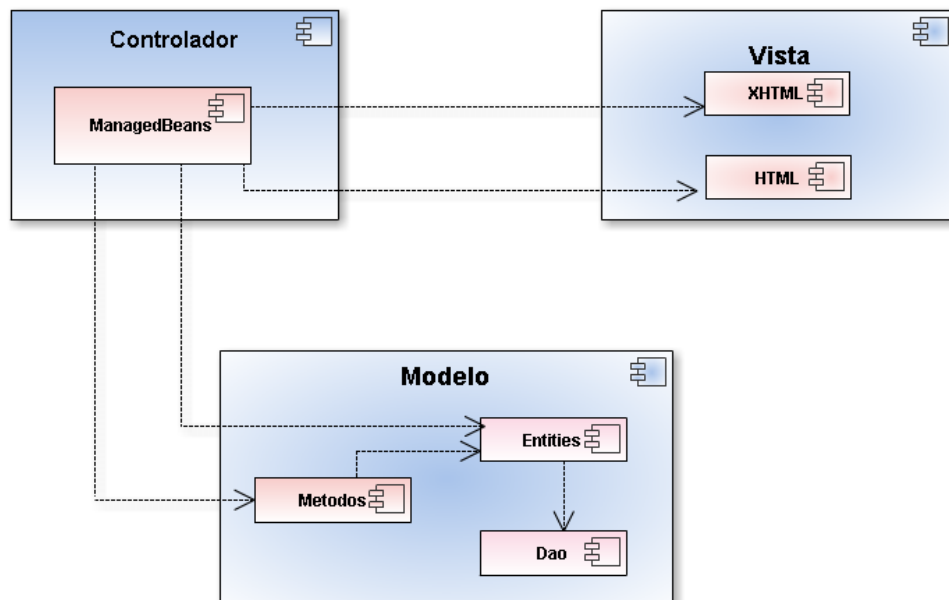 Controlador
ManagedBeans
Vista
XHTML
HTML
Modelo
Entities
Metodos
Dao